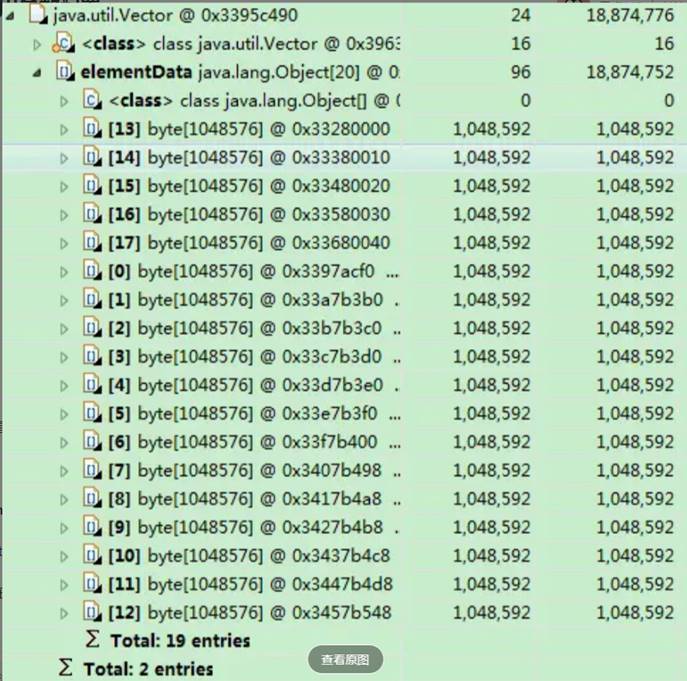 java.util.Vector @ 0x3395c490 24 18,874,776
<class> class java.util.Vector @ 0x3963 16 16
elementData java.lang.Object[20] @ 0 96 18,874,752
<class> class java.lang.Object[] @ 0 0
[13] byte[1048576] @ 0x33280000 1,048,592 1,048,592
[14] byte[1048576] @ 0x33380010 1,048,592 1,048,592
[15] byte[1048576] @ 0x33480020 1,048,592 1,048,592
[16] byte[1048576] @ 0x33580030 1,048,592 1,048,592
[17] byte[1048576] @ 0x33680040 1,048,592 1,048,592
[0] byte[1048576] @ 0x3397acf0 ... 1,048,592 1,048,592
[1] byte[1048576] @ 0x33a7b3b0 . 1,048,592 1,048,592
[2] byte[1048576] @ 0x33b7b3c0 .. 1,048,592 1,048,592
[3] byte[1048576] @ 0x33c7b3d0 .. 1,048,592 1,048,592
[4] byte[1048576] @ 0x33d7b3e0 .. 1,048,592 1,048,592
[5] byte[1048576] @ 0x33e7b3f0 ... 1,048,592 1,048,592
[6] byte[1048576] @ 0x33f7b400 ... 1,048,592 1,048,592
[7] byte[1048576] @ 0x3407b498 .. 1,048,592 1,048,592
[8] byte[1048576] @ 0x3417b4a8 .. 1,048,592 1,048,592
[9] byte[1048576] @ 0x3427b4b8 . 1,048,592 1,048,592
[10] byte[1048576] @ 0x3437b4c8 1,048,592 1,048,592
[11] byte[1048576] @ 0x3447b4d8 1,048,592 1,048,592
[12] byte[1048576] @ 0x3457b548 1,048,592 1,048,592
Σ Total: 19 entries
查看原图
Σ Total: 2 entries